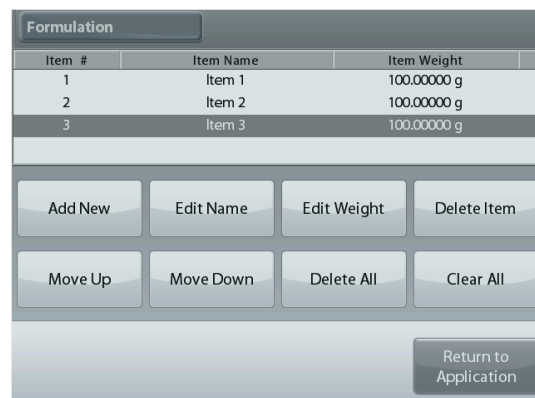 Formulation
Item # Item Name Item Weight
1 Item 1 100.00000 g
2 Item 2 100.00000 g
3 Item 3 100.00000 g
Add New Edit Name Edit Weight Delete Item
Move Up Move Down Delete All Clear All
Return to
Application